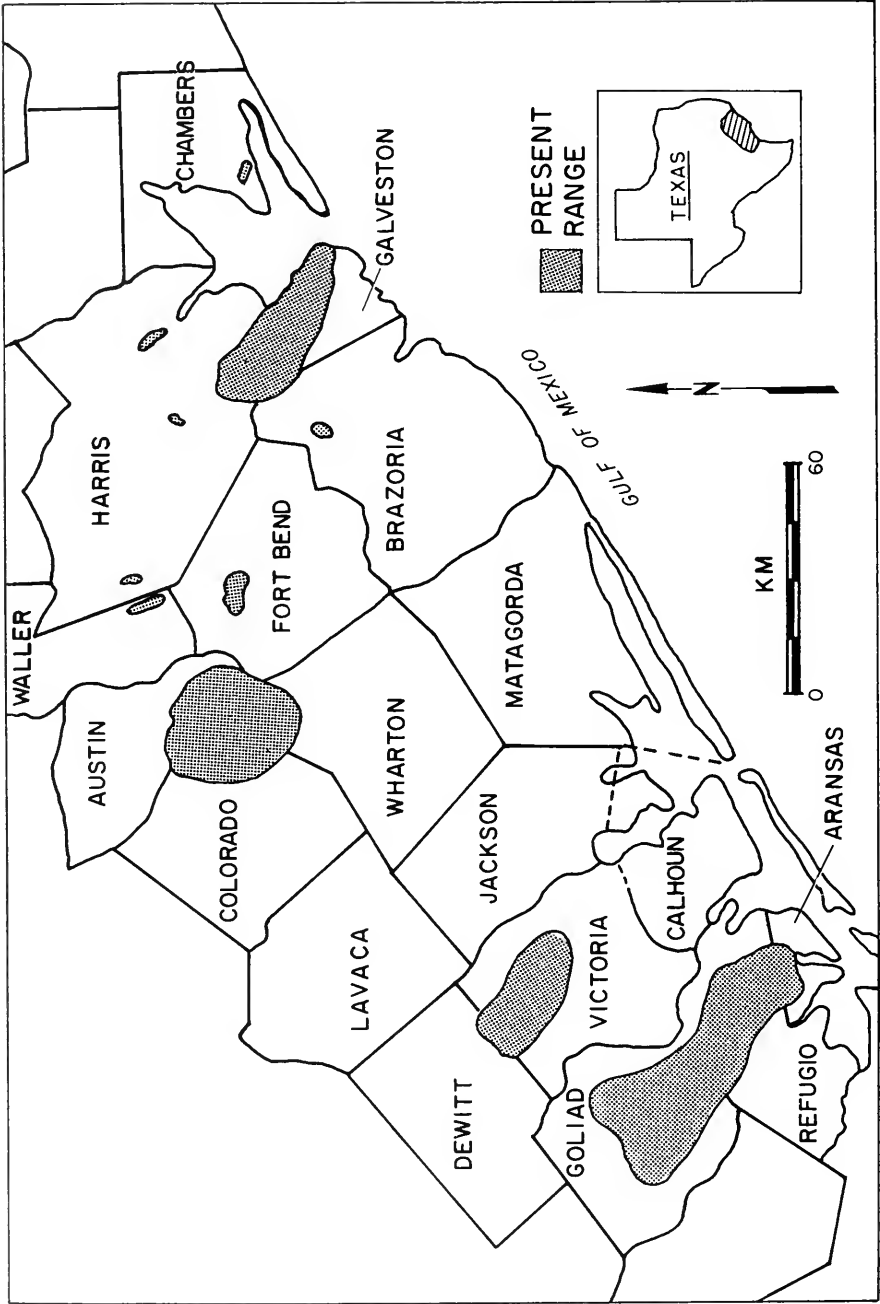 WALLER
AUSTIN
HARRIS
CHAMBERS
COLORADO
FORT BEND
GALVESTON
LAVACA
WHARTON
BRAZORIA
DEWITT
JACKSON
MATAGORDA
GOLIAD
VICTORIA
CALHOUN
REFUGIO
ARANSAS
GULF OF MEXICO
N
KM
0 60
PRESENT
RANGE
TEXAS